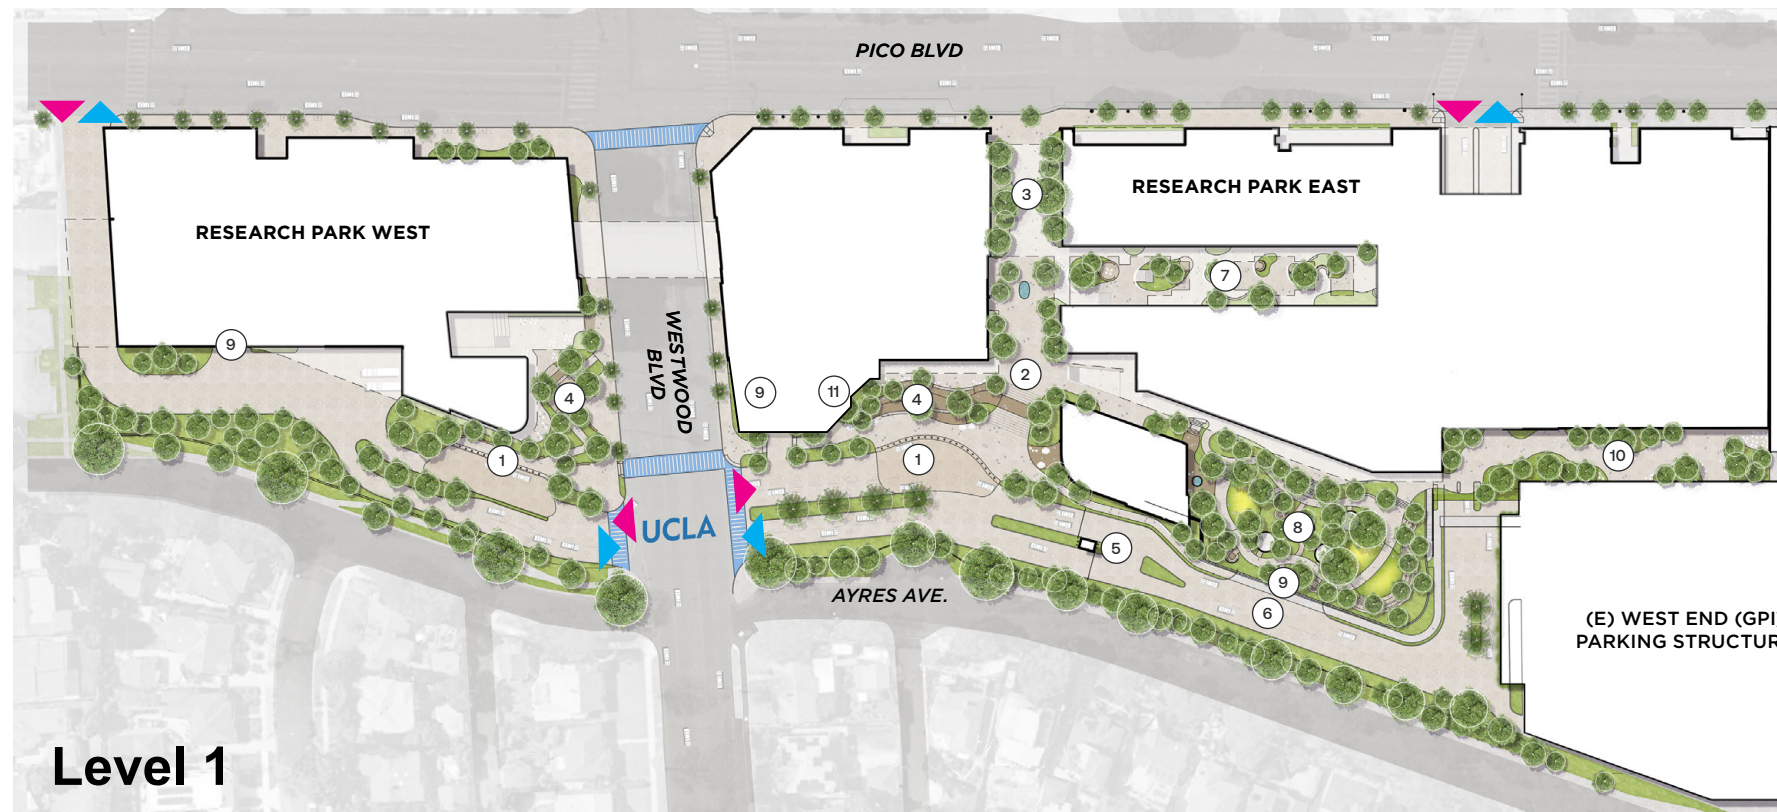 PICO BLVD
RESEARCH PARK EAST
3
RESEARCH PARK WEST
7
WESTWOOD
BLVD
9
2
4
9
11
4
1
1
10
UCLA
8
5
9
AYRES AVE.
6
(E) WEST END (GPI)
PARKING STRUCTUR
Level 1